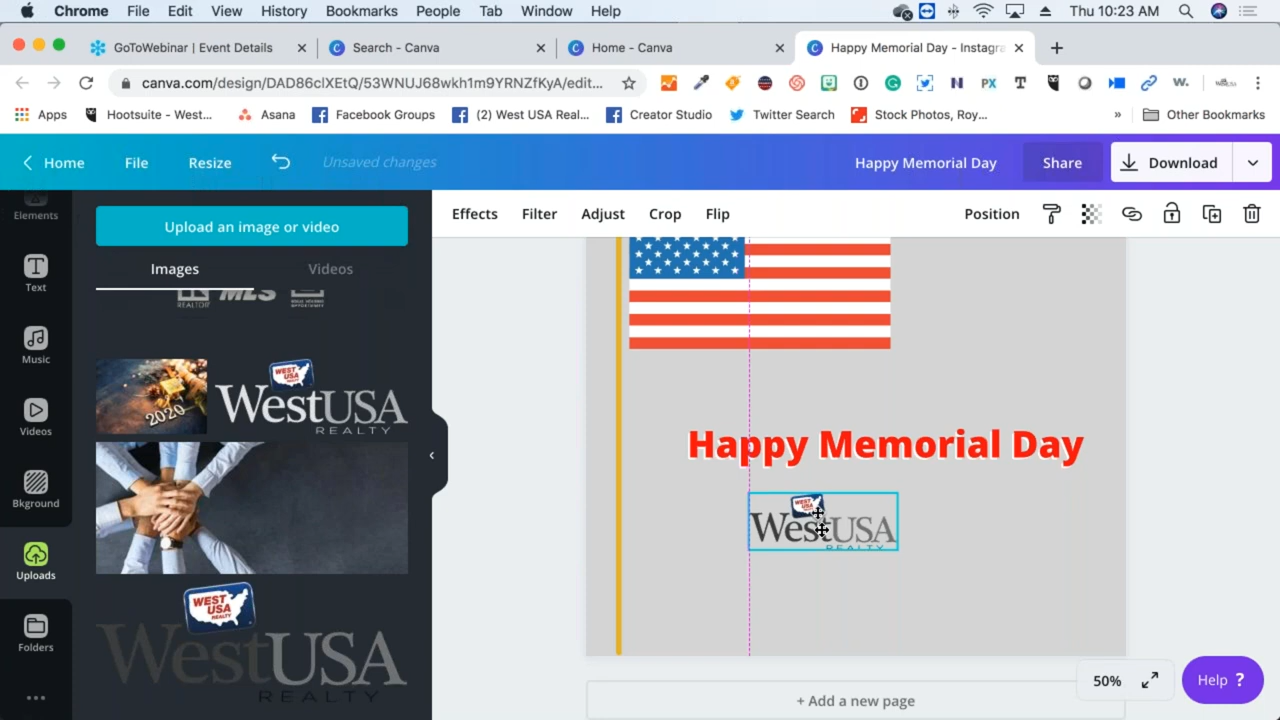 Chrome File Edit View History Bookmarks People Tab Window Help Thu 10:23 AM
GoToWebinar | Event Details Search - Canva Home - Canva Happy Memorial Day - Instagra
canva.com/design/DAD86clXEtQ/53WNUJ68wkh1m9YRNZfKyA/edit...
Apps Hootsuite - West... Asana Facebook Groups (2) West USA Real... Creator Studio Twitter Search Stock Photos, Roy... » Other Bookmarks
Home File Resize Unsaved changes Happy Memorial Day Share Download
Elements
Text
Music
Videos
Bkground
Uploads
Folders
Upload an image or video
Images Videos
REALTOR MLS
2020
WEST USA REALTY
WestUSA
REALTY
WEST USA REALTY
WestUSA
REALTY
Effects Filter Adjust Crop Flip Position
Happy Memorial Day
WEST USA
WestUSA
REALTY
+ Add a new page
50%
Help ?